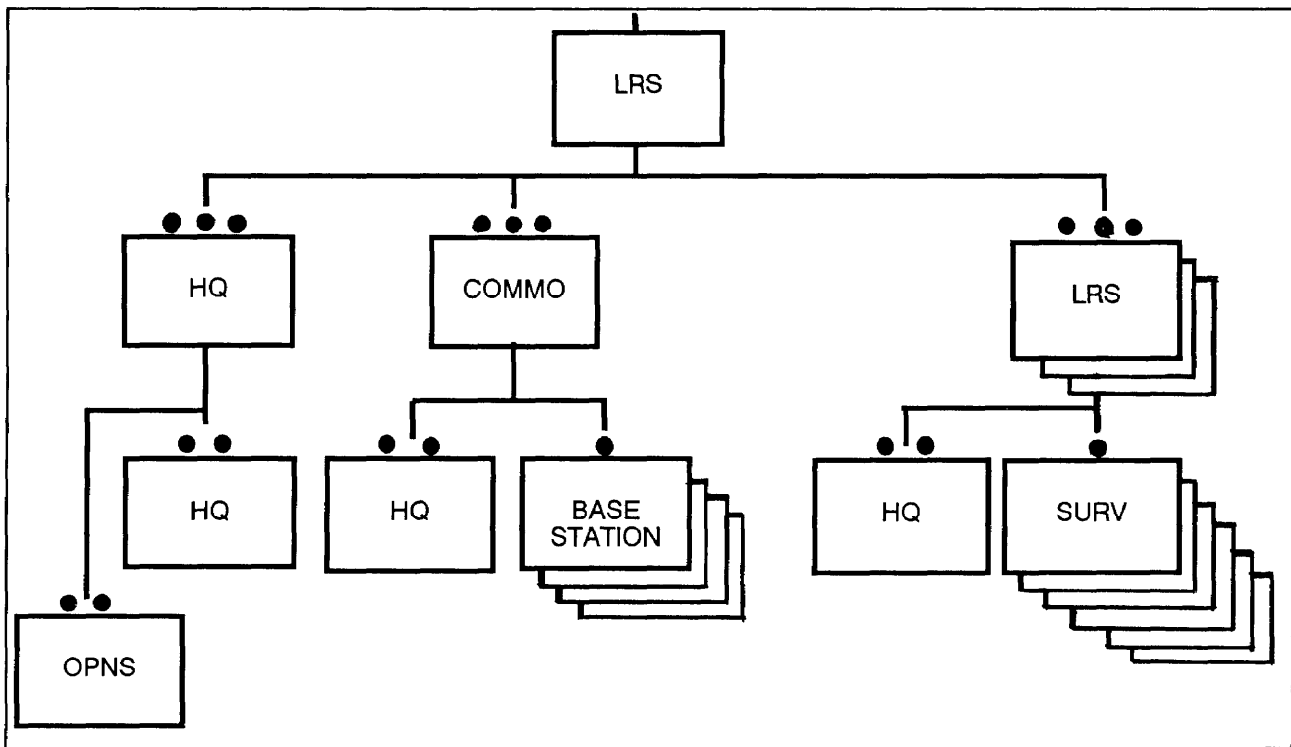 LRS
HQ
COMMO
LRS
HQ
HQ
BASE
STATION
HQ
SURV
OPNS